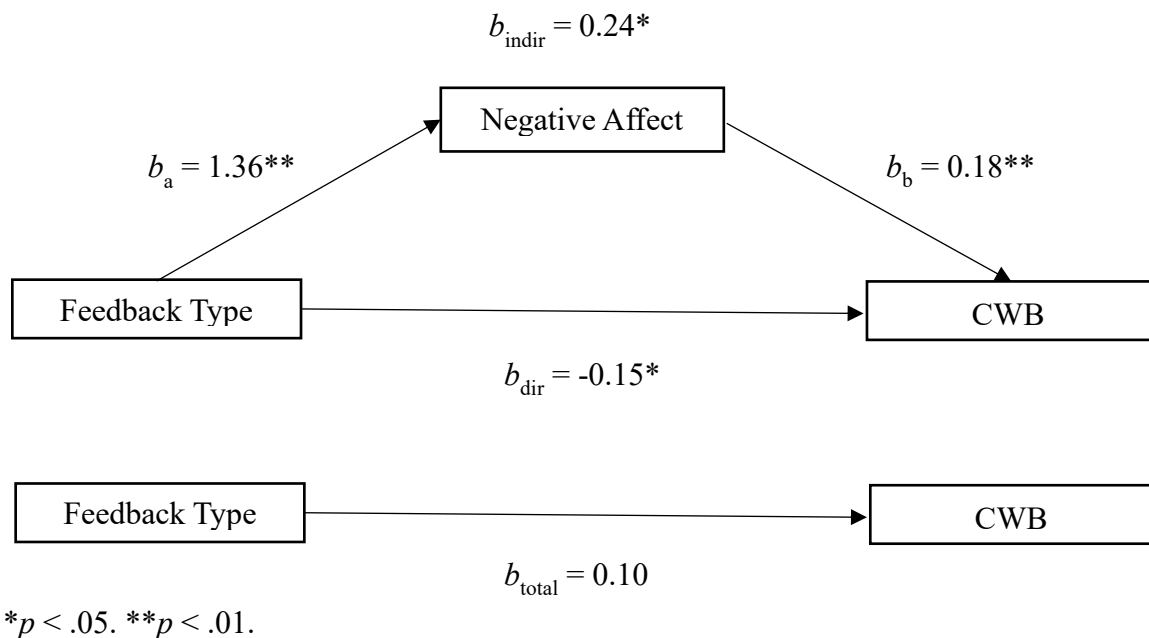 b_indir = 0.24*
Negative Affect
b_a = 1.36**
b_b = 0.18**
Feedback Type
CWB
b_dir = -0.15*
Feedback Type
CWB
b_total = 0.10
*p < .05. **p < .01.